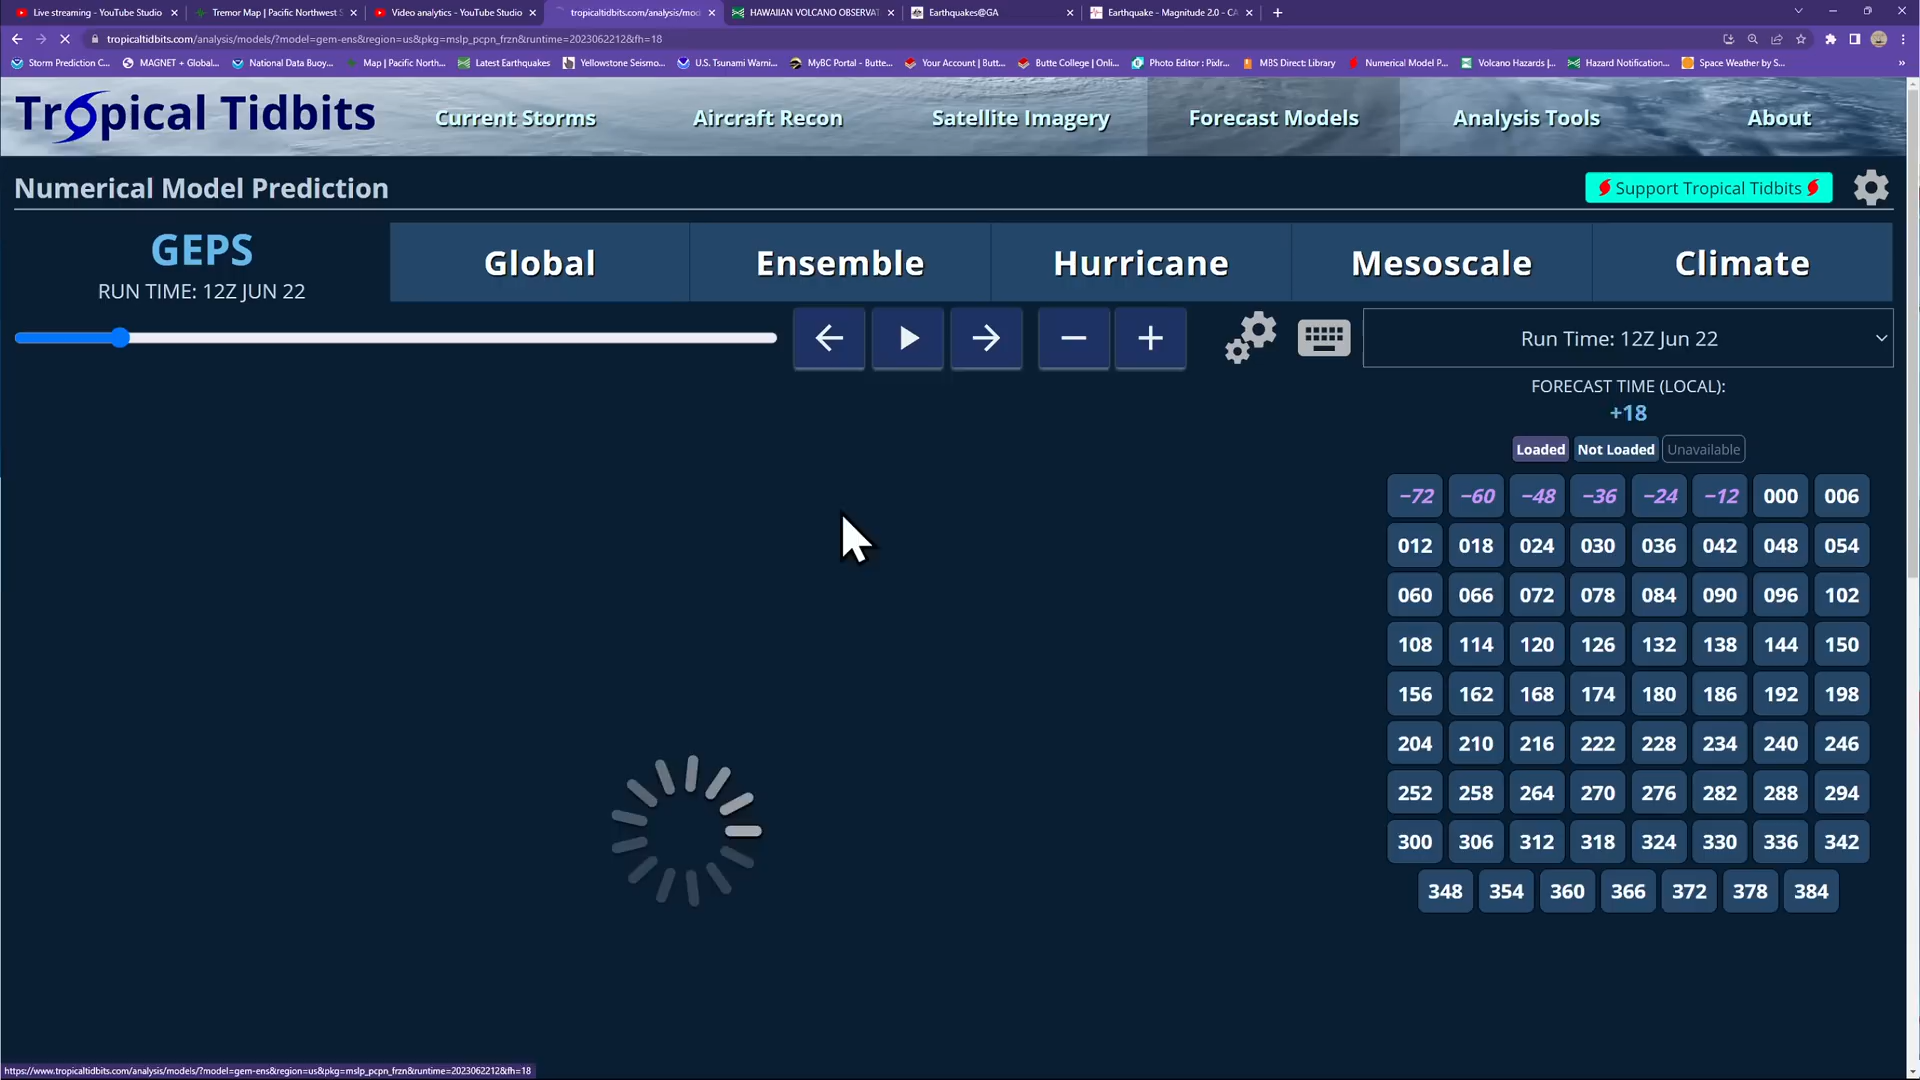 Live streaming - YouTube Studio
Tremor Map | Pacific Northwest S
Video analytics - YouTube Studio
tropicaltidbits.com/analysis/mod
HAWAIIAN VOLCANO OBSERVAT
Earthquakes@GA
Earthquake - Magnitude 2.0 - CA
tropicaltidbits.com/analysis/models/?model=gem-ens&region=us&pkg=mslp_pcpn_frzn&runtime=2023062212&fh=18
Storm Prediction C...
MAGNET + Global...
National Data Buoy...
Map | Pacific North...
Latest Earthquakes
Yellowstone Seismo...
U.S. Tsunami Warni...
MyBC Portal - Butte...
Your Account | Butt...
Butte College | Onli...
Photo Editor : Pixlr...
MBS Direct Library
Numerical Model P...
Volcano Hazards |...
Hazard Notification...
Space Weather by S...
Tropical Tidbits
Current Storms
Aircraft Recon
Satellite Imagery
Forecast Models
Analysis Tools
About
Numerical Model Prediction
Support Tropical Tidbits
GEPS
RUN TIME: 12Z JUN 22
Global
Ensemble
Hurricane
Mesoscale
Climate
Run Time: 12Z Jun 22
FORECAST TIME (LOCAL):
+18
Loaded Not Loaded Unavailable
−72 −60 −48 −36 −24 −12 000 006
012 018 024 030 036 042 048 054
060 066 072 078 084 090 096 102
108 114 120 126 132 138 144 150
156 162 168 174 180 186 192 198
204 210 216 222 228 234 240 246
252 258 264 270 276 282 288 294
300 306 312 318 324 330 336 342
348 354 360 366 372 378 384
https://www.tropicaltidbits.com/analysis/models/?model=gem-ens&region=us&pkg=mslp_pcpn_frzn&runtime=2023062212&fh=18